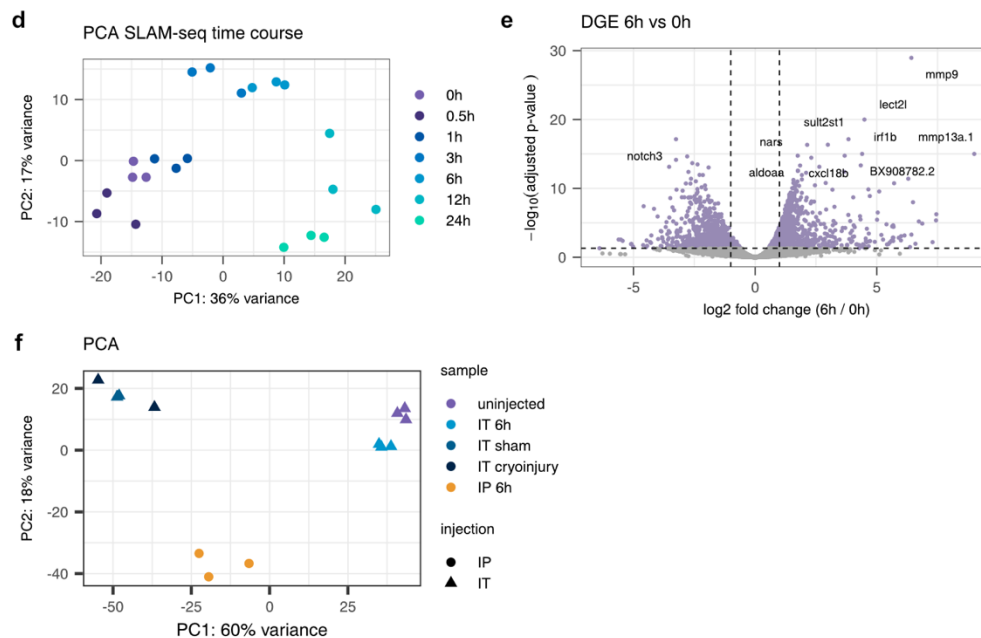 d
PCA SLAM-seq time course
PC2: 17% variance
10
0
-10
-20
-10
0
10
20
PC1: 36% variance
0h
0.5h
1h
3h
6h
12h
24h
e
DGE 6h vs 0h
−log10(adjusted p-value )
30
20
10
0
mmp9
lect2l
sult2st1
irf1b
mmp13a.1
nars
notch3
aldoaa
cxcl18b
BX908782.2
-5
0
5
log2 fold change (6h / 0h)
f
PCA
PC2: 18% variance
20
0
-20
-40
-50
-25
0
25
PC1: 60% variance
sample
uninjected
IT 6h
IT sham
IT cryoinjury
IP 6h
injection
IP
IT